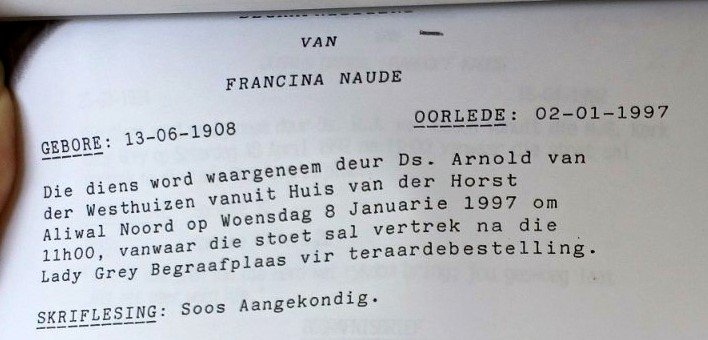 VAN
FRANCINA NAUDE
GEBORE: 13-06-1908 OORLEDE: 02-01-1997
Die diens word waargeneem deur Ds. Arnold van
der Westhuizen vanuit Huis van der Horst
Aliwal Noord op Woensdag 8 Januarie 1997 om
11h00, vanwaar die stoet sal vertrek na die
Lady Grey Begraafplaas vir teraardebestelling.
SKRIFLESING: Soos Aangekondig.